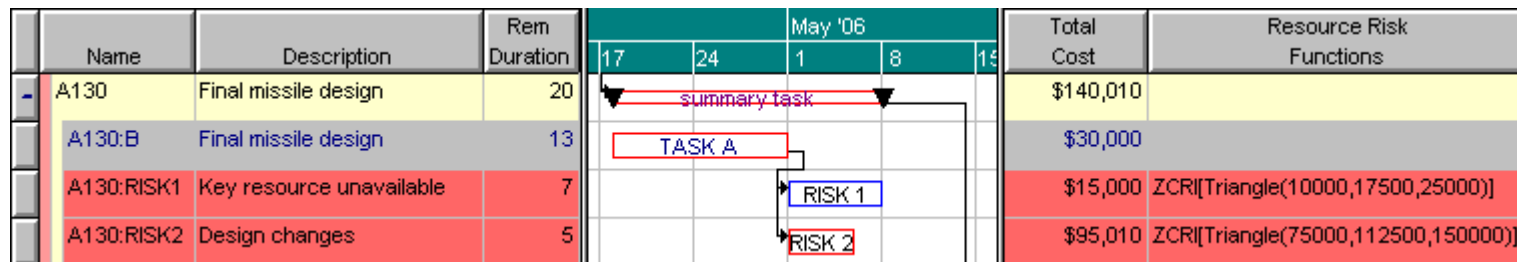 Name Description Rem Duration May '06 17 24 1 8 15 Total Cost Resource Risk Functions
- A130 Final missile design 20 summary task $140,010
A130:B Final missile design 13 TASK A $30,000
A130:RISK1 Key resource unavailable 7 RISK 1 $15,000 ZCRI[Triangle(10000,17500,25000)]
A130:RISK2 Design changes 5 RISK 2 $95,010 ZCRI[Triangle(75000,112500,150000)]